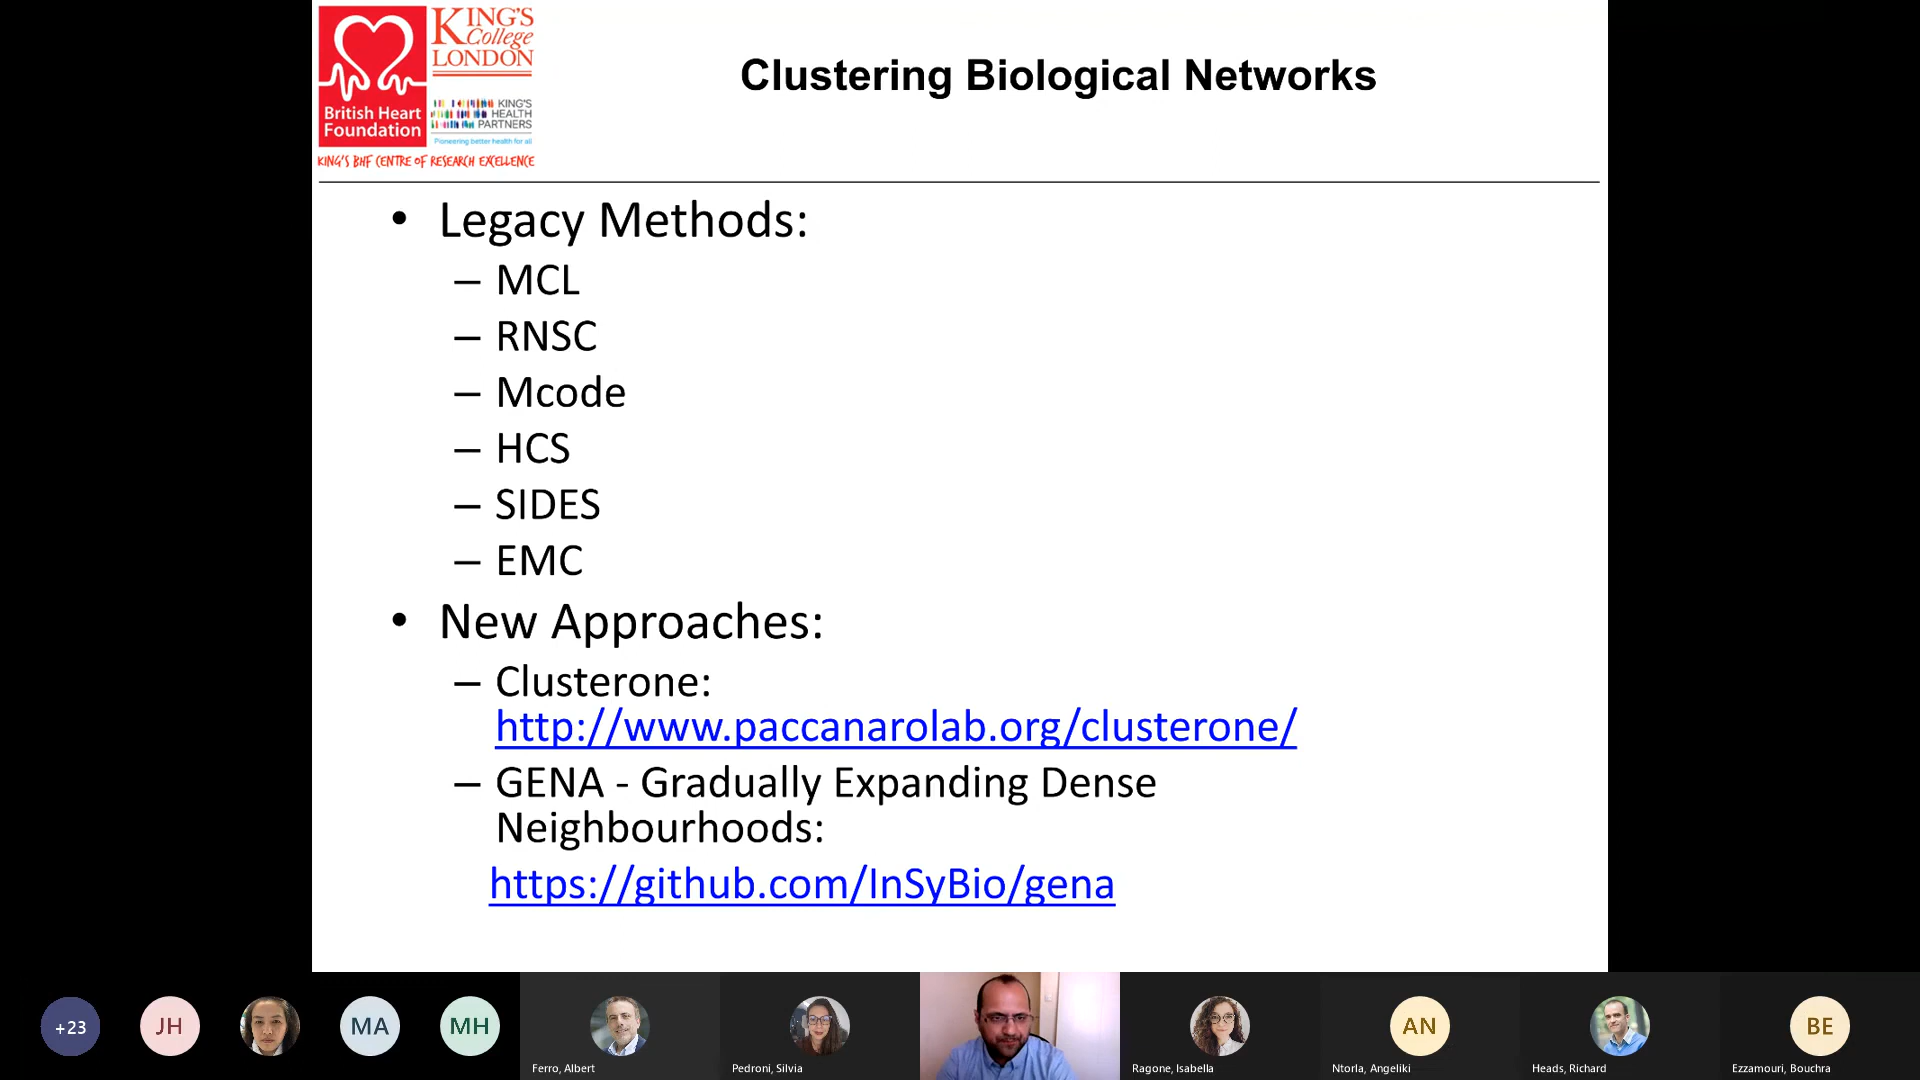 British Heart
Foundation
KING'S
College
LONDON
KING'S
HEALTH
PARTNERS
Pioneering better health for all
KING'S BHF CENTRE OF RESEARCH EXCELLENCE
Clustering Biological Networks
• Legacy Methods:
– MCL
– RNSC
– Mcode
– HCS
– SIDES
– EMC
• New Approaches:
– Clusterone:
http://www.paccanarolab.org/clusterone/
– GENA - Gradually Expanding Dense
Neighbourhoods:
https://github.com/InSyBio/gena
+23
JH
MA
MH
Ferro, Albert
Pedroni, Silvia
Ragone, Isabella
AN
Ntorla, Angeliki
Heads, Richard
BE
Ezzamouri, Bouchra